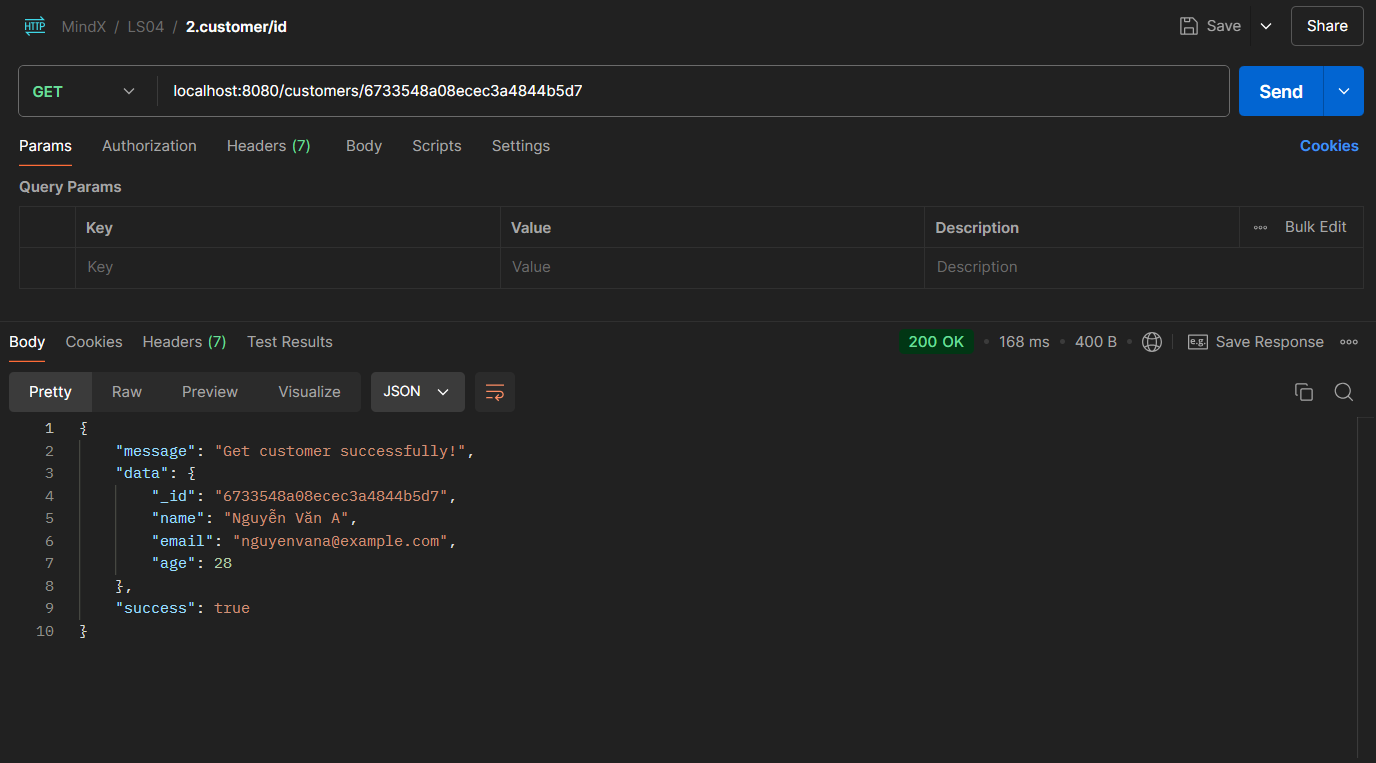 HTTP MindX / LS04 / 2.customer/id Save Share
GET localhost:8080/customers/6733548a08ecec3a4844b5d7 Send
Params Authorization Headers (7) Body Scripts Settings Cookies
Query Params
Key Value Description Bulk Edit
Key Value Description
Body Cookies Headers (7) Test Results 200 OK • 168 ms • 400 B • e.g. Save Response
Pretty Raw Preview Visualize JSON
1 {
2 "message": "Get customer successfully!",
3 "data": {
4 "_id": "6733548a08ecec3a4844b5d7",
5 "name": "Nguyễn Văn A",
6 "email": "nguyenvana@example.com",
7 "age": 28
8 },
9 "success": true
10 }